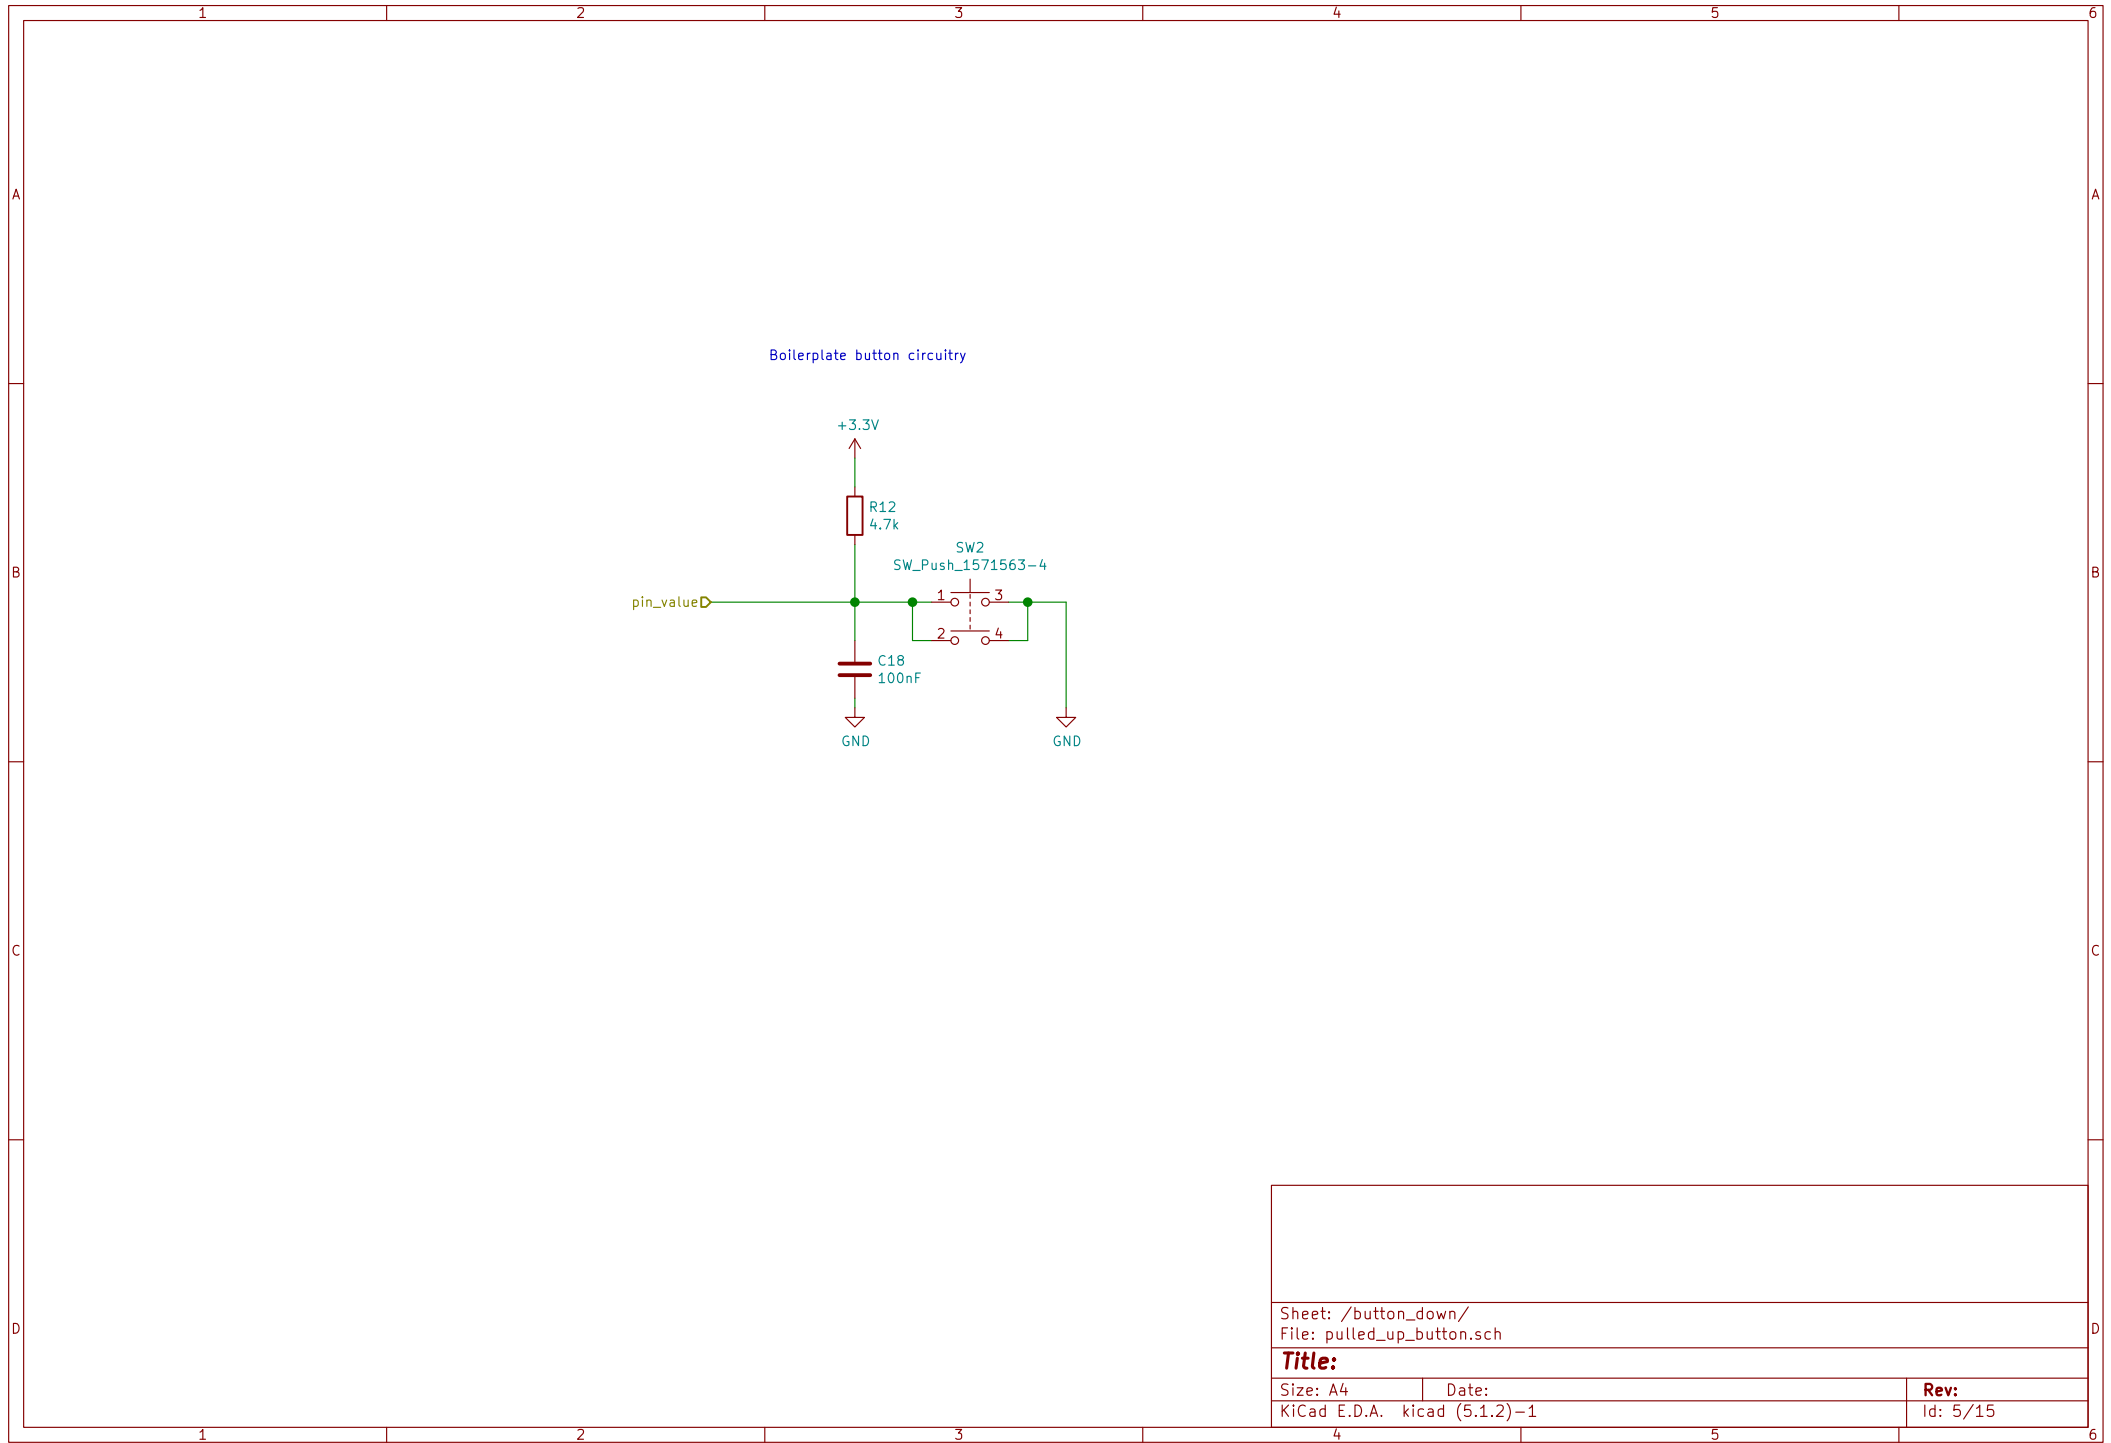 1 2 3 4 5 6
A A
Boilerplate button circuitry
+3.3V
R12
4.7k
SW2
SW_Push_1571563-4
B B
pin_value
1 3
2 4
C18
100nF
GND GND
C C
Sheet: /button_down/
File: pulled_up_button.sch
D D
Title:
Size: A4 Date: Rev:
KiCad E.D.A. kicad (5.1.2)-1 Id: 5/15
1 2 3 4 5 6